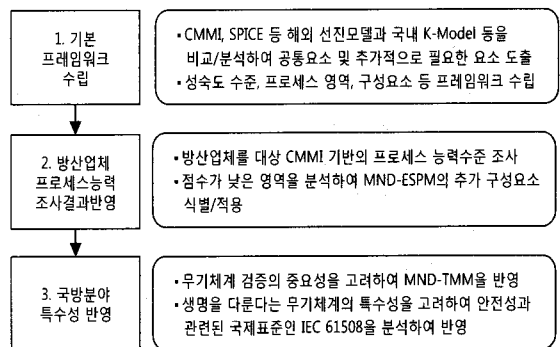 1. 기본
프레임워크
수립
• CMMI, SPICE 등 해외 선진모델과 국내 K-Model 등을
비교/분석하여 공통요소 및 추가적으로 필요한 요소 도출
• 성숙도 수준, 프로세스 영역, 구성요소 등 프레임워크 수립
2. 방산업체
프로세스능력
조사결과반영
• 방산업체를 대상 CMMI 기반의 프로세스 능력수준 조사
• 점수가 낮은 영역을 분석하여 MND-ESPM의 추가 구성요소
식별/적용
3. 국방분야
특수성 반영
• 무기체계 검증의 중요성을 고려하여 MND-TMM을 반영
• 생명을 다룬다는 무기체계의 특수성을 고려하여 안전성과
관련된 국제표준인 IEC 61508을 분석하여 반영